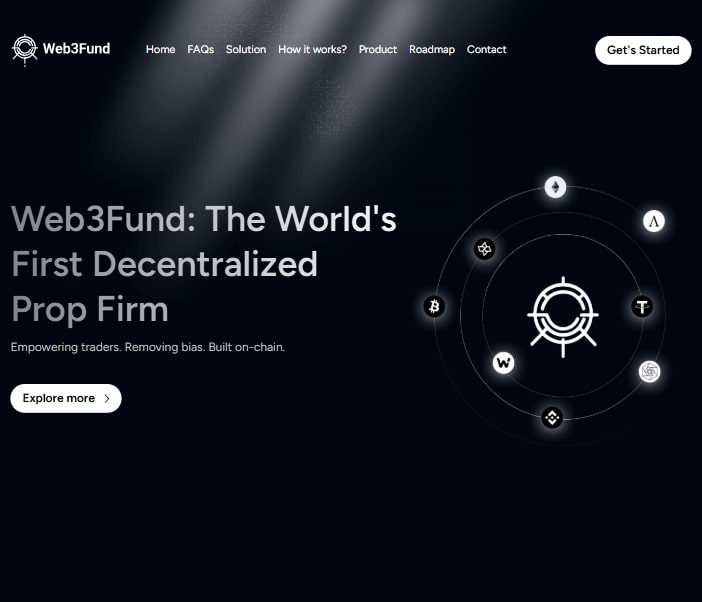 Web3Fund
Home FAQs Solution How it works? Product Roadmap Contact
Get's Started
Web3Fund: The World's
First Decentralized
Prop Firm
Empowering traders. Removing bias. Built on-chain.
Explore more